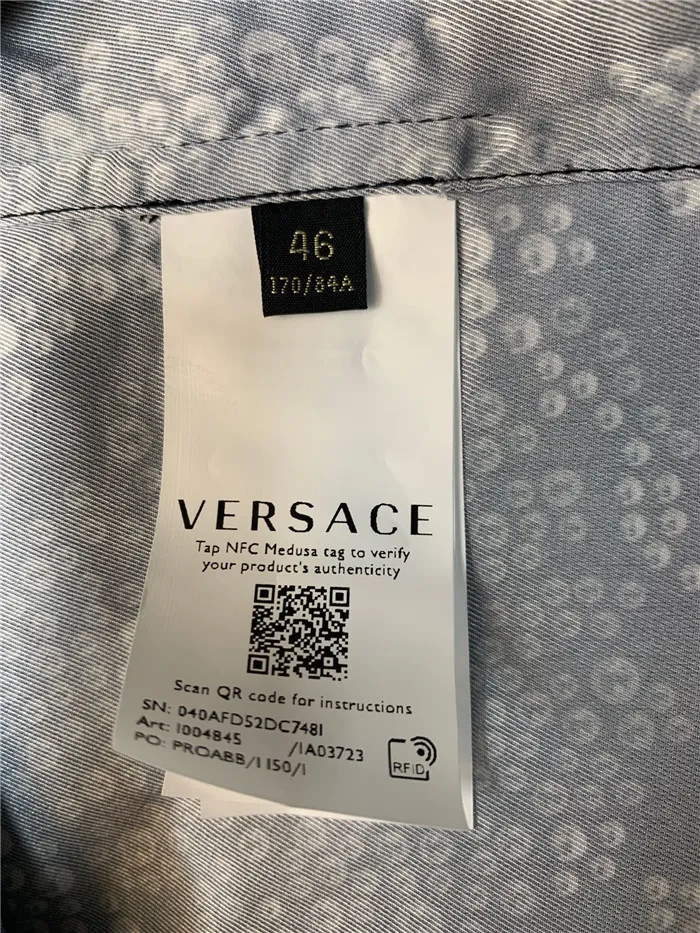 46
170/84A
VERSACE
Tap NFC Medusa tag to verify
your product's authenticity
Scan QR code for instructions
SN: 040AFD52DC7481
Art: 1004845 /1A03723
PO: PROABB/1150/1
RFID